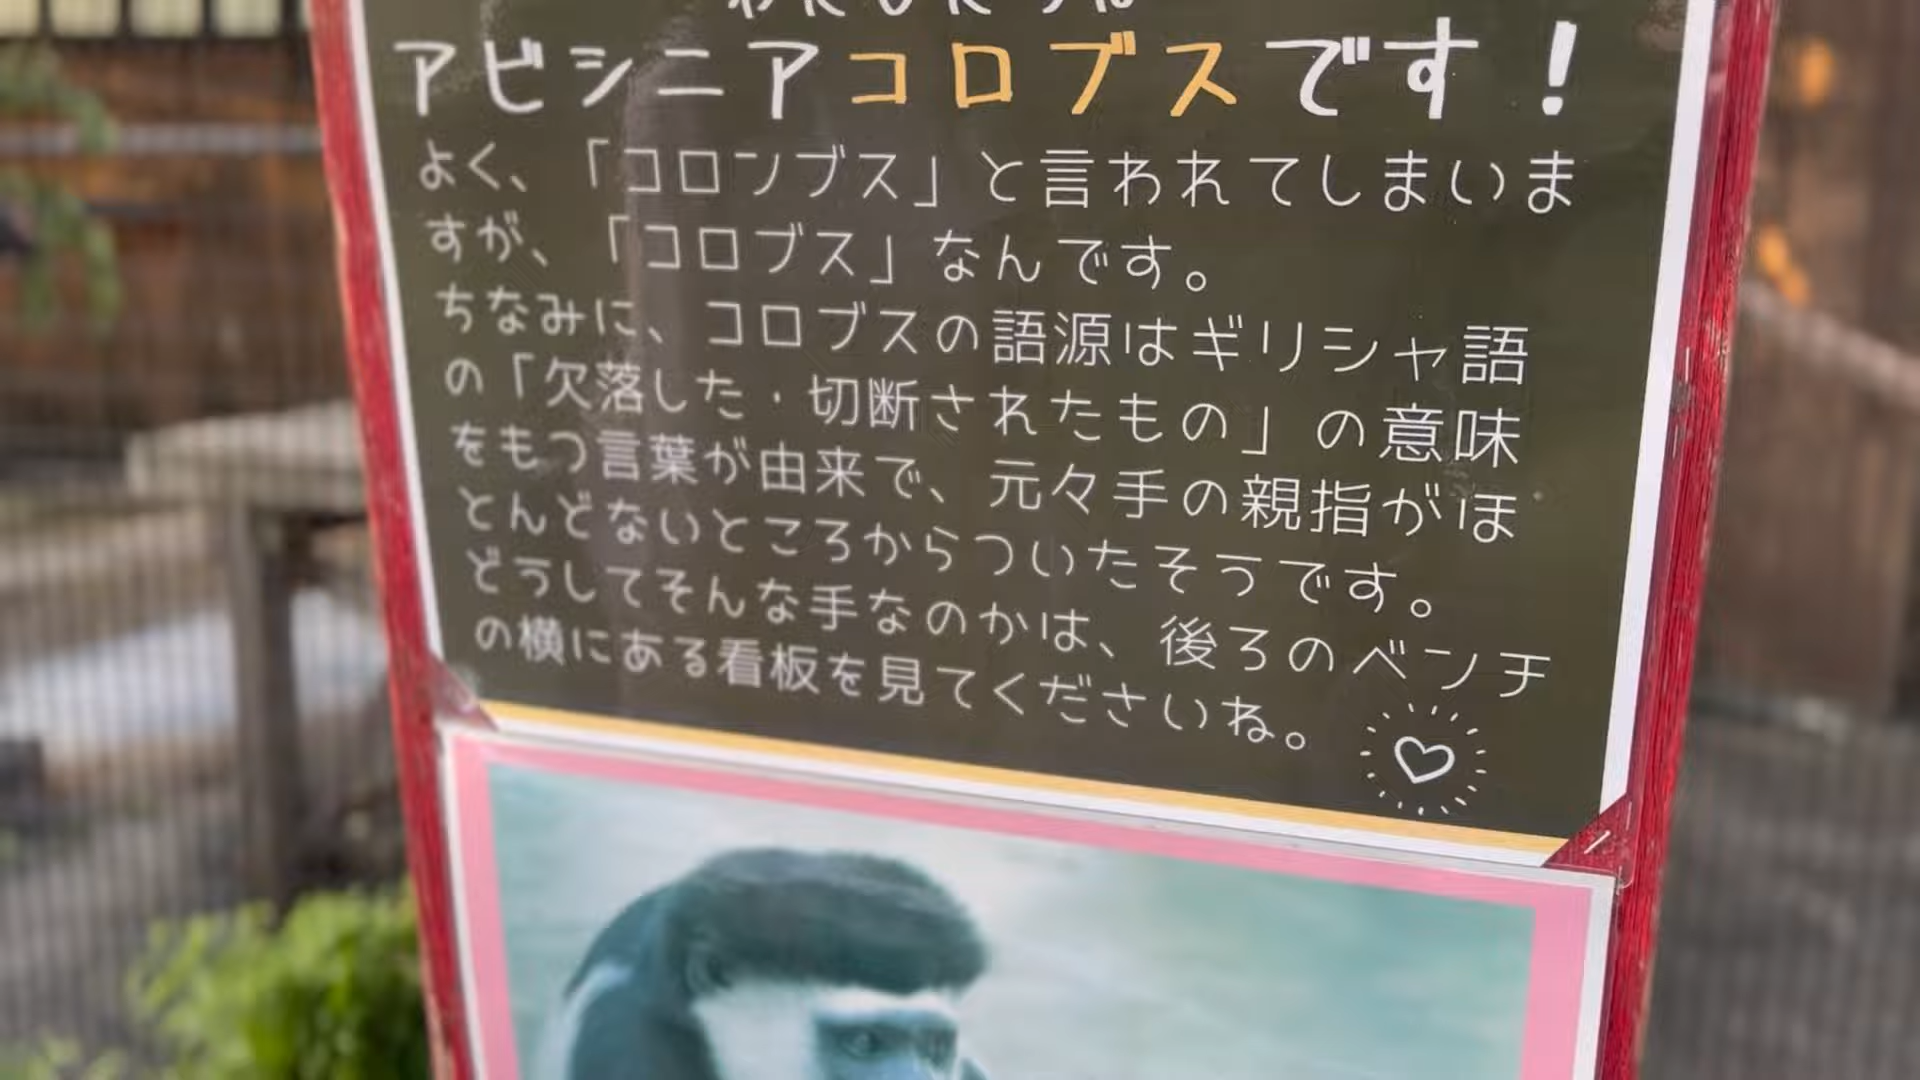 わたしたちは
アビシニアコロブスです！
よく、「コロンブス」と言われてしまいま
すが、「コロブス」なんです。
ちなみに、コロブスの語源はギリシャ語
の「欠落した・切断されたもの」の意味
をもつ言葉が由来で、元々手の親指がほ
とんどないところからついたそうです。
どうしてそんな手なのかは、後ろのベンチ
の横にある看板を見てくださいね。